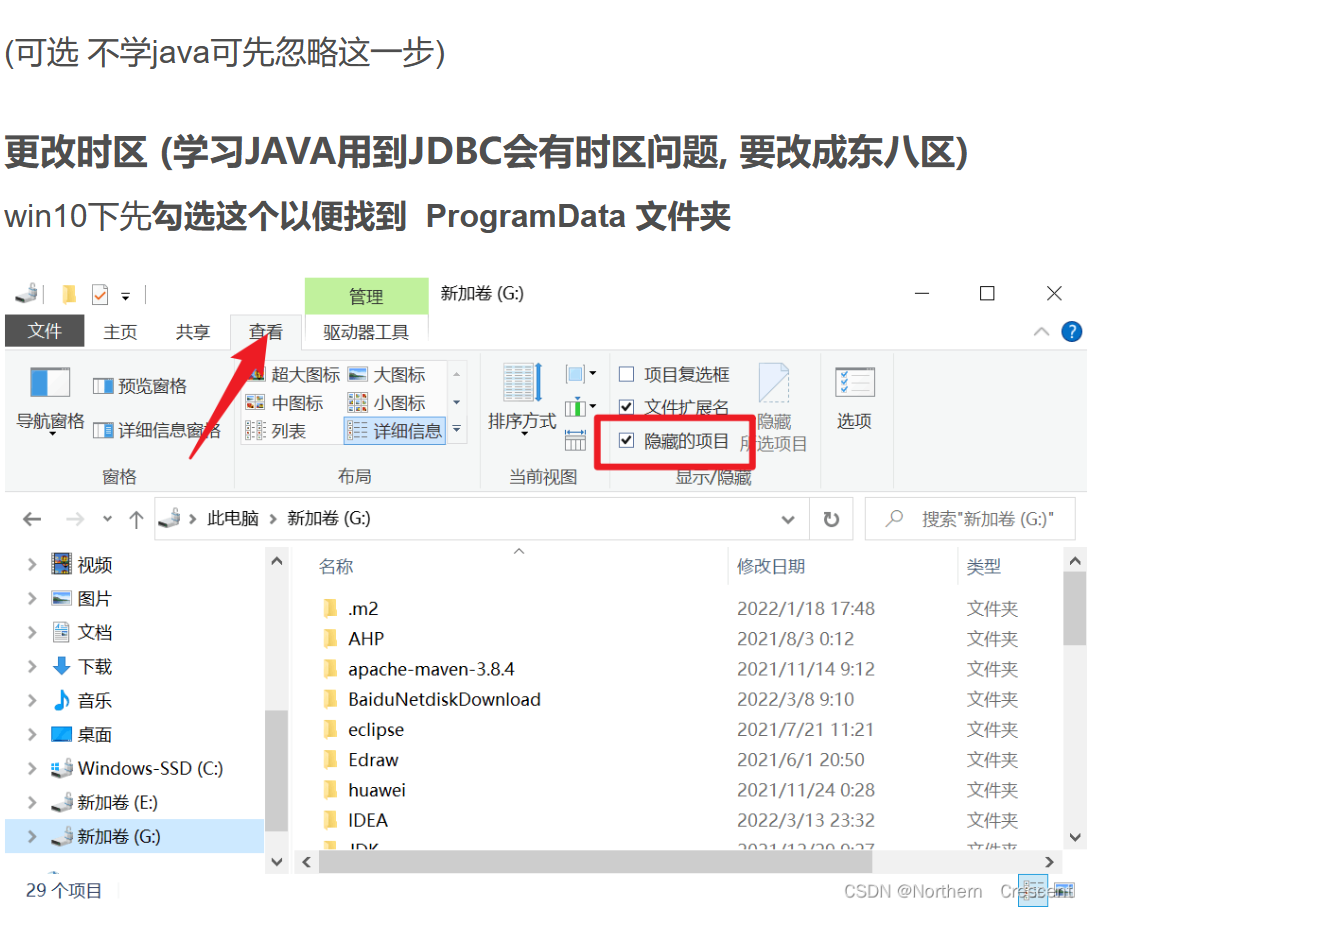 (可选 不学java可先忽略这一步)
更改时区 (学习JAVA用到JDBC会有时区问题, 要改成东八区)
win10下先勾选这个以便找到 ProgramData 文件夹
管理
新加卷 (G:)
文件
主页
共享
查看
驱动器工具
导航窗格
预览窗格
详细信息窗格
窗格
超大图标
大图标
中图标
小图标
列表
详细信息
布局
排序方式
当前视图
项目复选框
文件扩展名
隐藏的项目
隐藏
所选项目
显示/隐藏
选项
此电脑
新加卷 (G:)
搜索"新加卷 (G:)"
视频
图片
文档
下载
音乐
桌面
Windows-SSD (C:)
新加卷 (E:)
新加卷 (G:)
名称 修改日期 类型
.m2 2022/1/18 17:48 文件夹
AHP 2021/8/3 0:12 文件夹
apache-maven-3.8.4 2021/11/14 9:12 文件夹
BaiduNetdiskDownload 2022/3/8 9:10 文件夹
eclipse 2021/7/21 11:21 文件夹
Edraw 2021/6/1 20:50 文件夹
huawei 2021/11/24 0:28 文件夹
IDEA 2022/3/13 23:32 文件夹
29 个项目
CSDN @Northern Crescent